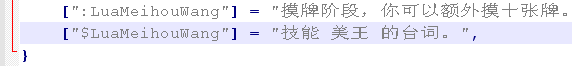 [":LuaMeihouWang"] = "摸牌阶段，你可以额外摸十张牌。
["$LuaMeihouWang"] = "技能 美王 的台词。",
}